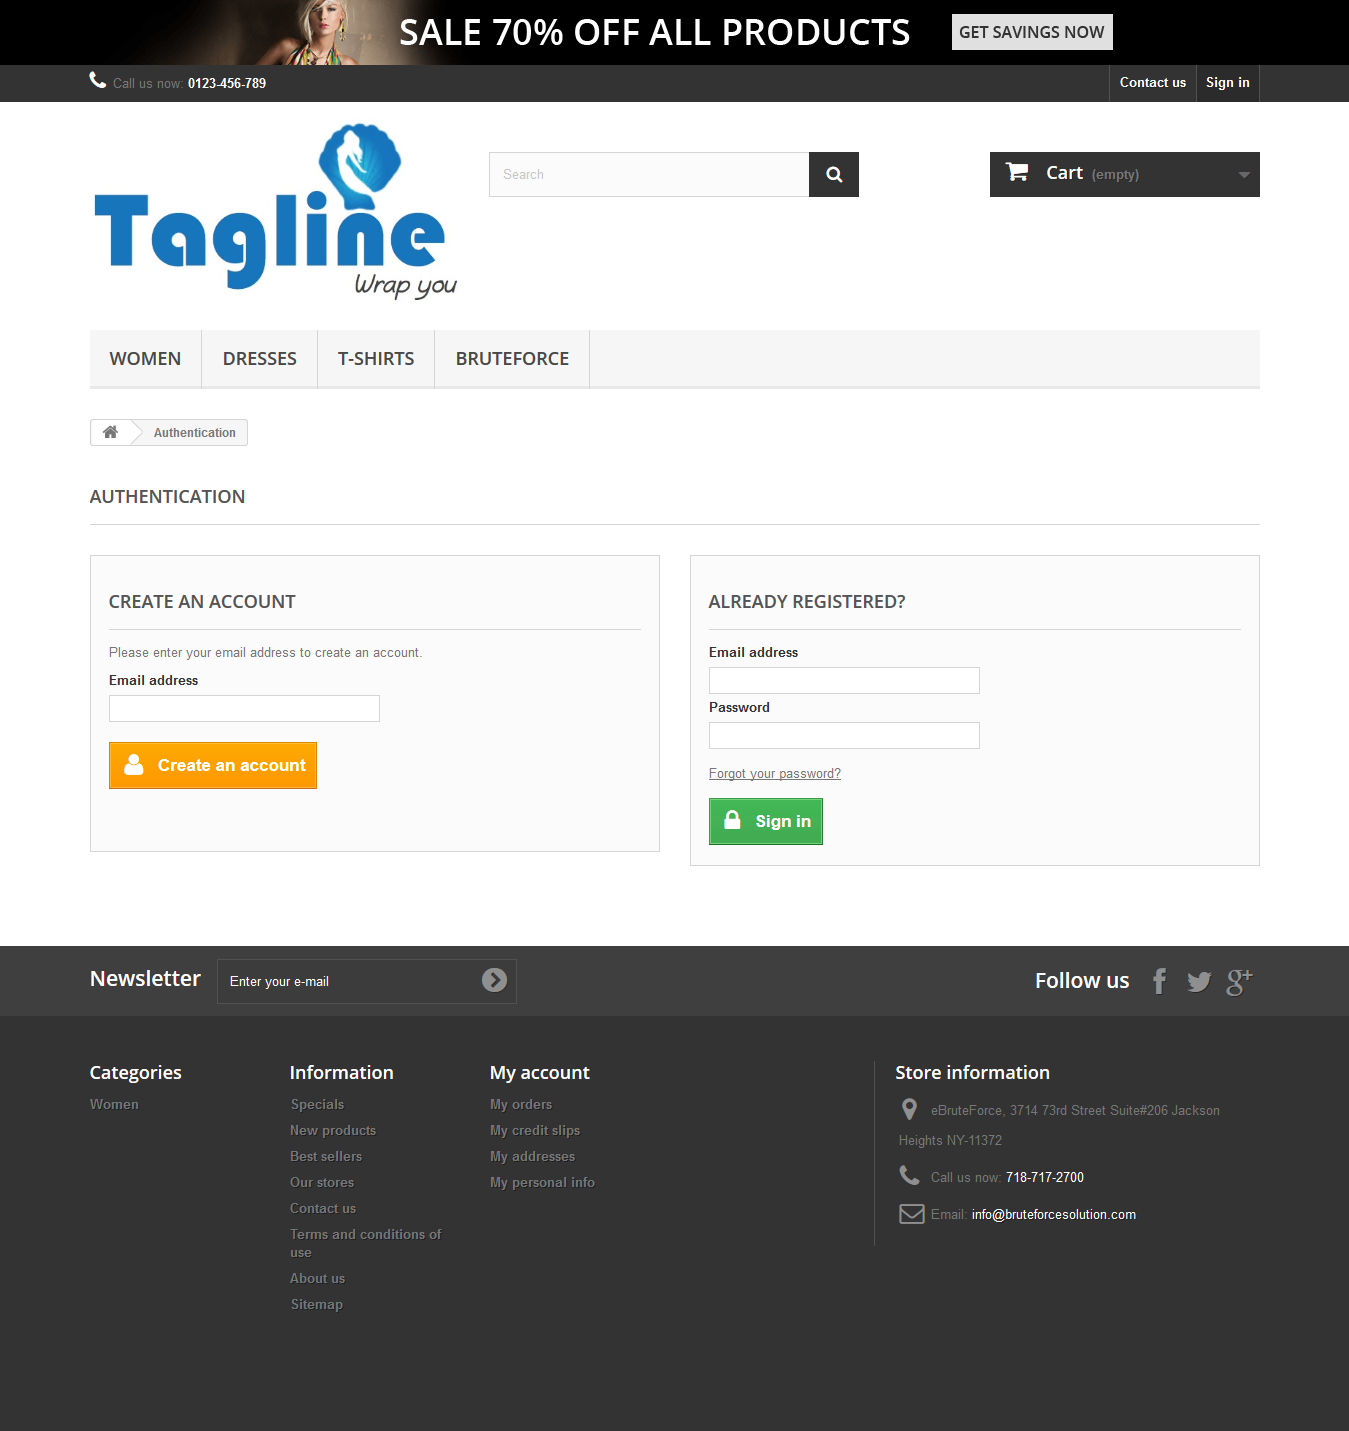 SALE 70% OFF ALL PRODUCTS
GET SAVINGS NOW
Call us now: 0123-456-789
Contact us
Sign in
Tagline
Wrap you
Search
Cart (empty)
WOMEN
DRESSES
T-SHIRTS
BRUTEFORCE
Authentication
AUTHENTICATION
CREATE AN ACCOUNT
Please enter your email address to create an account.
Email address
Create an account
ALREADY REGISTERED?
Email address
Password
Forgot your password?
Sign in
Newsletter
Enter your e-mail
Follow us
Categories
Women
Information
Specials
New products
Best sellers
Our stores
Contact us
Terms and conditions of
use
About us
Sitemap
My account
My orders
My credit slips
My addresses
My personal info
Store information
eBruteForce, 3714 73rd Street Suite#206 Jackson
Heights NY-11372
Call us now: 718-717-2700
Email: info@bruteforcesolution.com